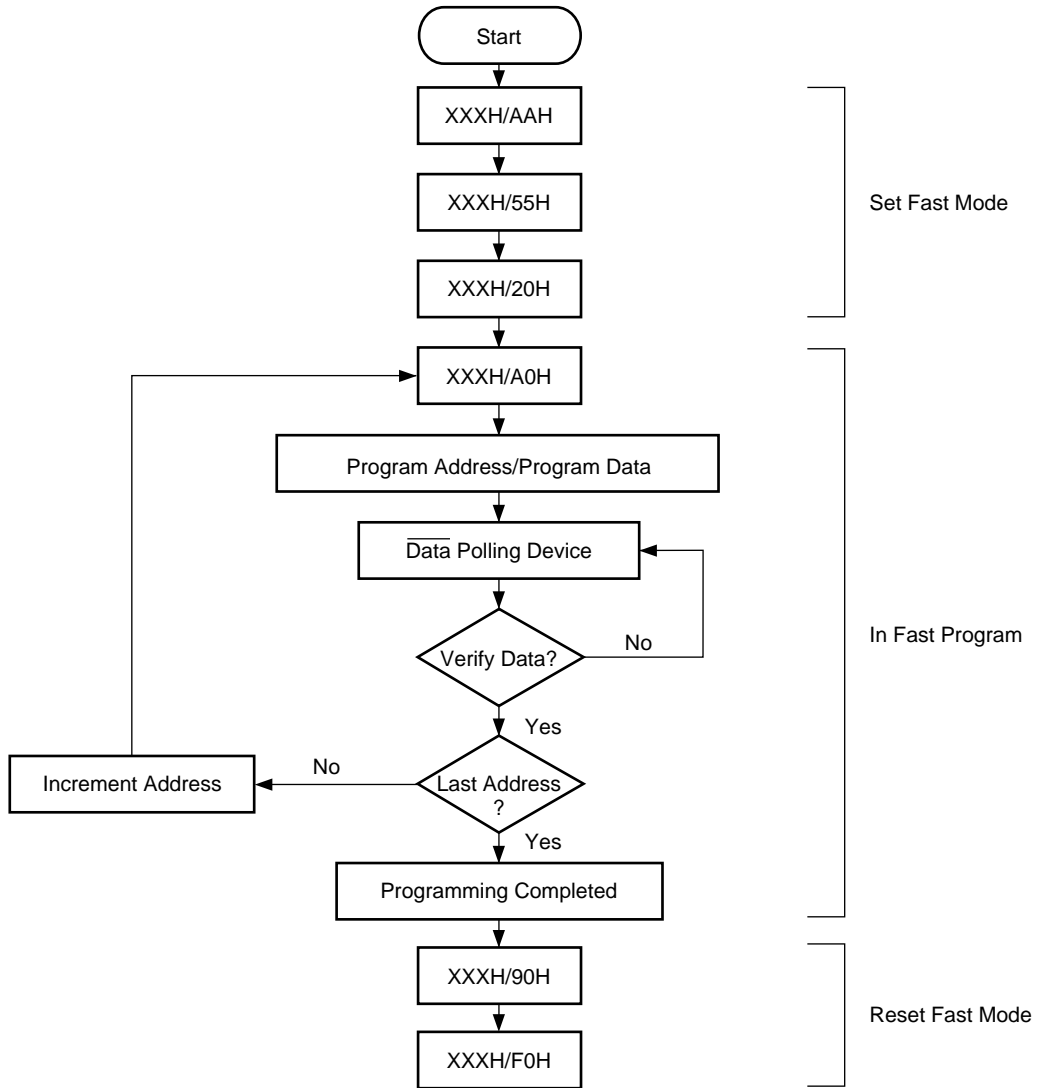 Start
XXXH/AAH
XXXH/55H
Set Fast Mode
XXXH/20H
XXXH/A0H
Program Address/Program Data
Data Polling Device
In Fast Program
Verify Data?
No
Yes
Increment Address
No
Last Address
?
Yes
Programming Completed
XXXH/90H
Reset Fast Mode
XXXH/F0H